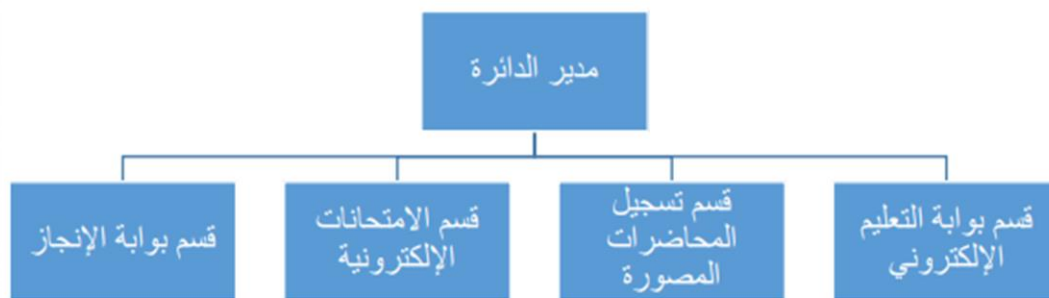 مدير الدائرة
قسم بوابة التعليم
الإلكتروني
قسم تسجيل
المحاضرات
المصورة
قسم الامتحانات
الإلكترونية
قسم بوابة الإنجاز